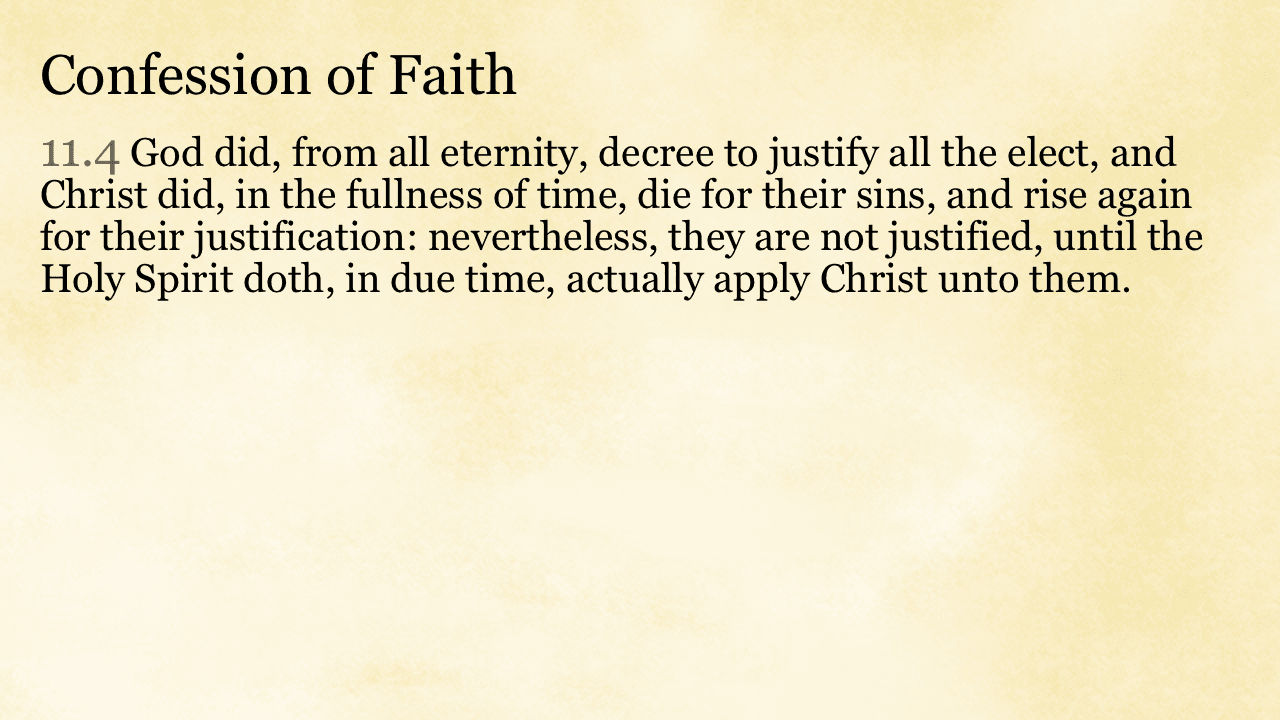 Confession of Faith
11.4 God did, from all eternity, decree to justify all the elect, and
Christ did, in the fullness of time, die for their sins, and rise again
for their justification: nevertheless, they are not justified, until the
Holy Spirit doth, in due time, actually apply Christ unto them.